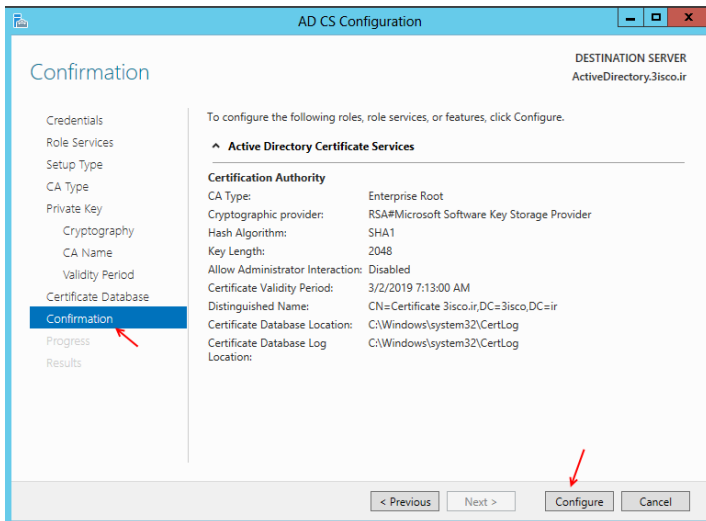 AD CS Configuration
Confirmation
DESTINATION SERVER
ActiveDirectory.3isco.ir
Credentials
Role Services
Setup Type
CA Type
Private Key
Cryptography
CA Name
Validity Period
Certificate Database
Confirmation
Progress
Results
To configure the following roles, role services, or features, click Configure.
Active Directory Certificate Services
Certification Authority
CA Type: Enterprise Root
Cryptographic provider: RSA#Microsoft Software Key Storage Provider
Hash Algorithm: SHA1
Key Length: 2048
Allow Administrator Interaction: Disabled
Certificate Validity Period: 3/2/2019 7:13:00 AM
Distinguished Name: CN=Certificate 3isco.ir,DC=3isco,DC=ir
Certificate Database Location: C:\Windows\system32\CertLog
Certificate Database Log C:\Windows\system32\CertLog
Location:
< Previous Next > Configure Cancel